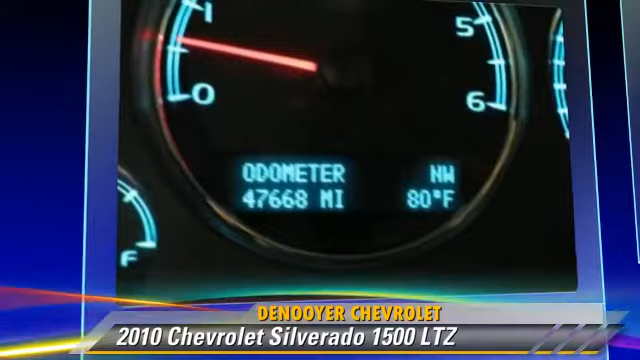 1
5
0
6
ODOMETER NW
47668 MI 80°F
F
DENOOYER CHEVROLET
2010 Chevrolet Silverado 1500 LTZ